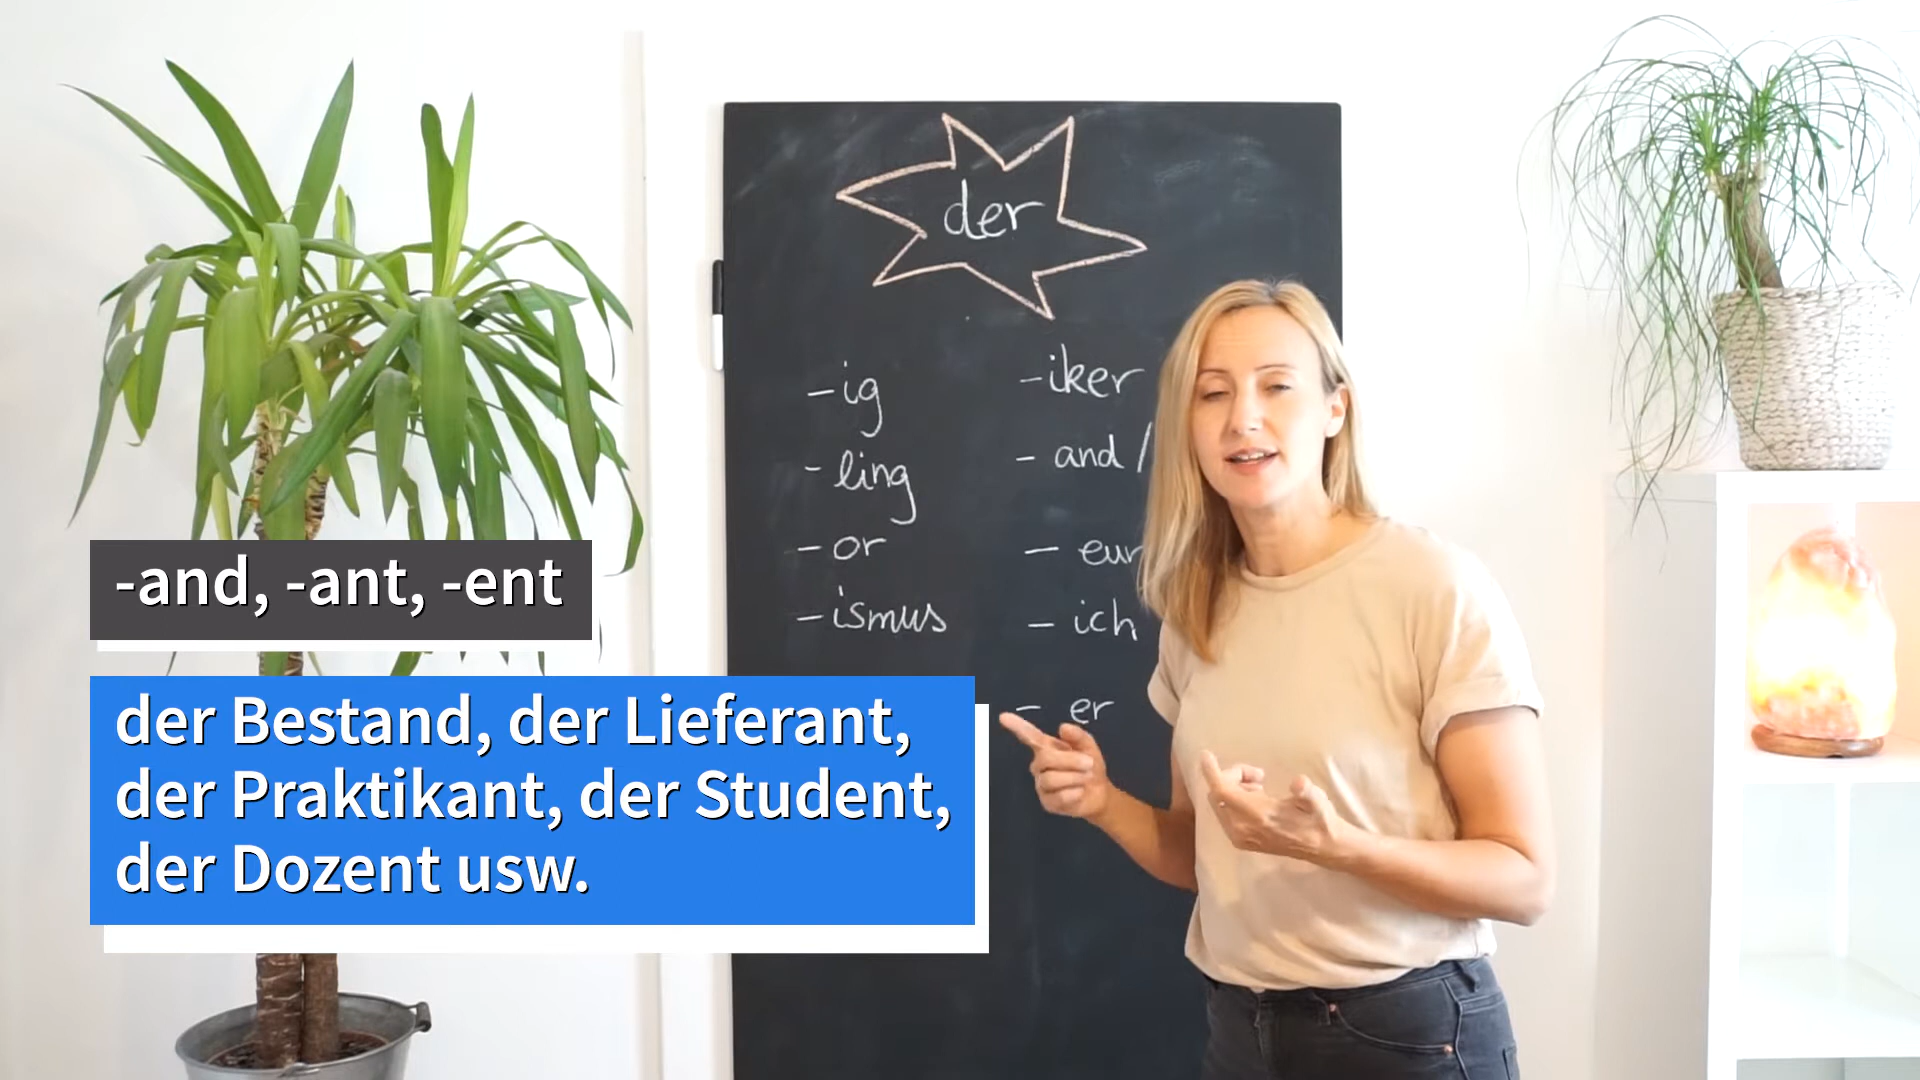 der
-ig
-ling
-or
-ismus
-iker
- and /
- eur
- ich
- er
-and, -ant, -ent
der Bestand, der Lieferant,
der Praktikant, der Student,
der Dozent usw.